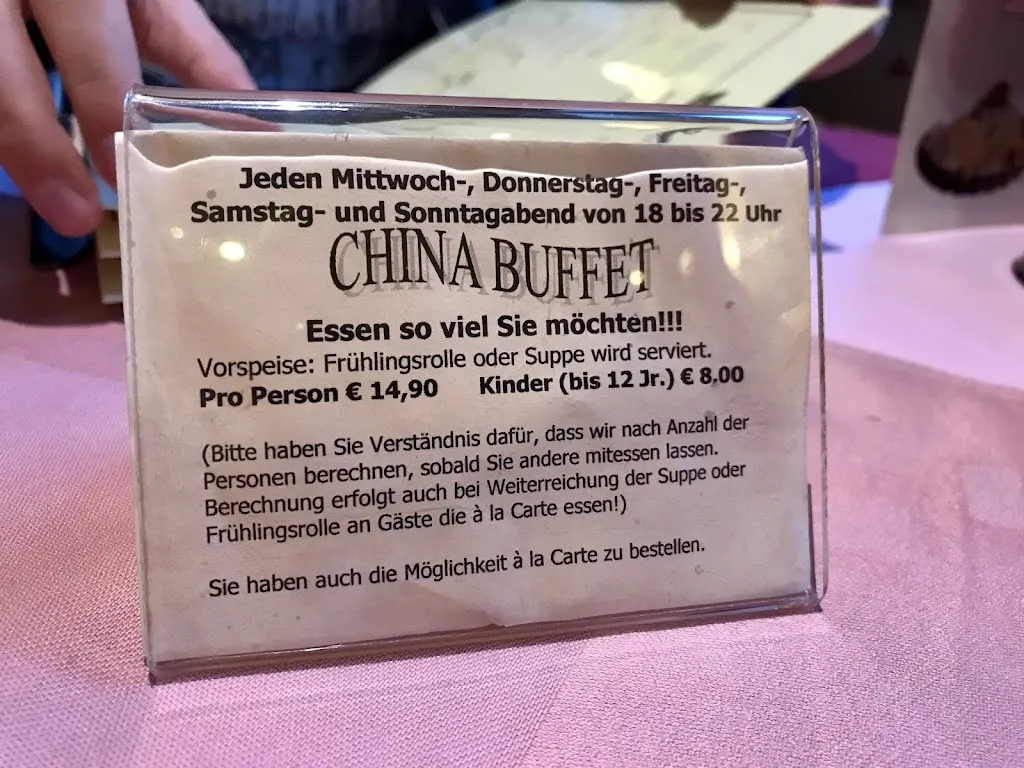 Jeden Mittwoch-, Donnerstag-, Freitag-,
Samstag- und Sonntagabend von 18 bis 22 Uhr
CHINA BUFFET
Essen so viel Sie möchten!!!
Vorspeise: Frühlingsrolle oder Suppe wird serviert.
Pro Person € 14,90 Kinder (bis 12 Jr.) € 8,00
(Bitte haben Sie Verständnis dafür, dass wir nach Anzahl der
Personen berechnen, sobald Sie andere mitessen lassen.
Berechnung erfolgt auch bei Weiterreichung der Suppe oder
Frühlingsrolle an Gäste die à la Carte essen!)
Sie haben auch die Möglichkeit à la Carte zu bestellen.